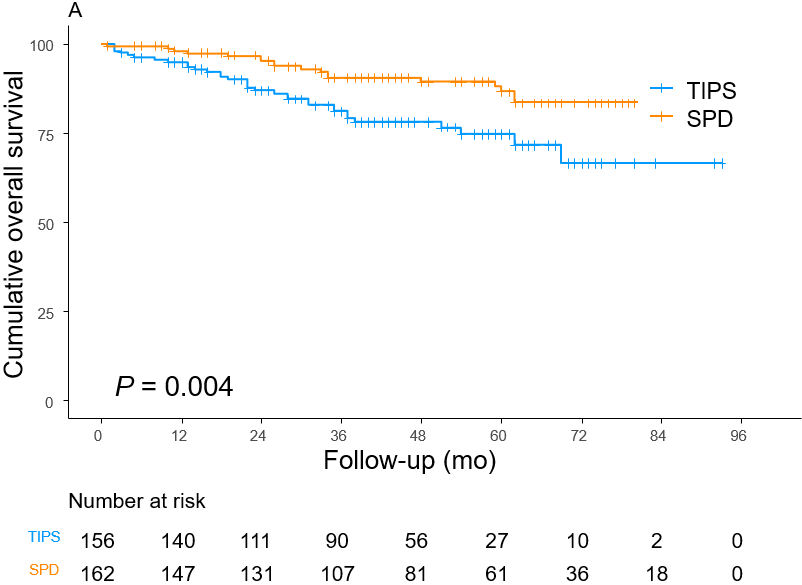 A
Cumulative overall survival
100
75
50
25
0
TIPS
SPD
P = 0.004
0 12 24 36 48 60 72 84 96
Follow-up (mo)
Number at risk
TIPS 156 140 111 90 56 27 10 2 0
SPD 162 147 131 107 81 61 36 18 0